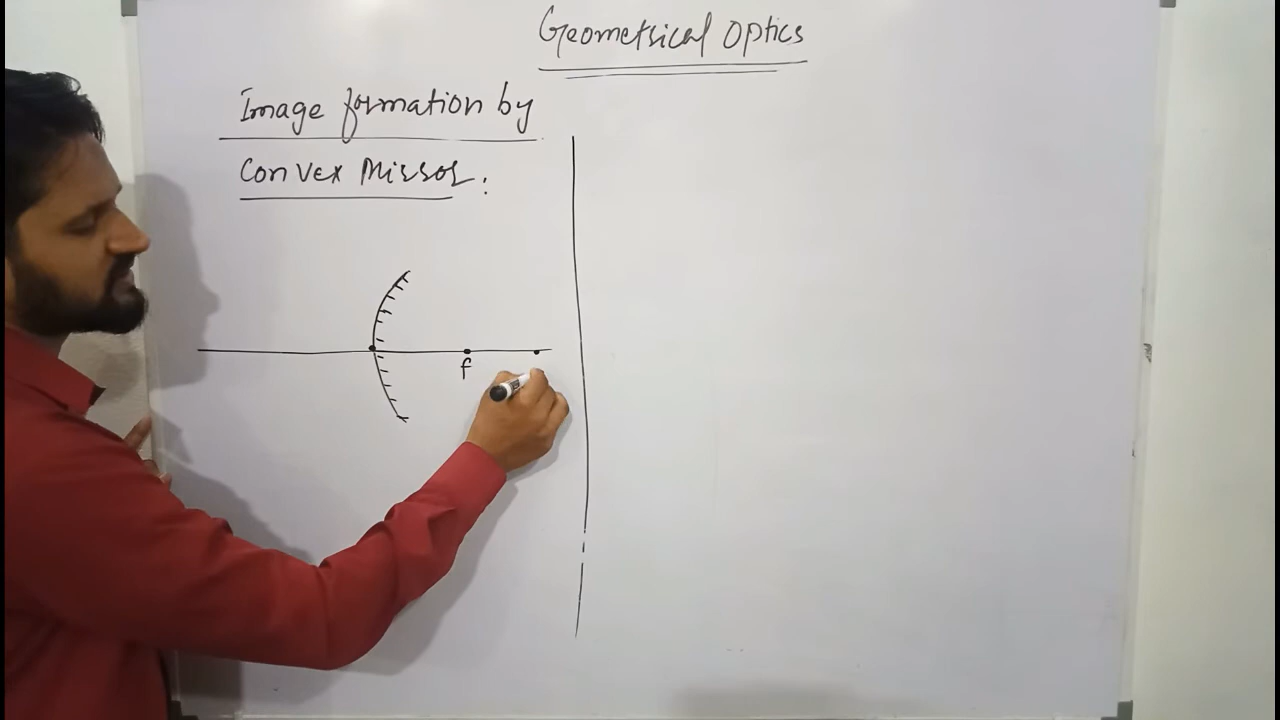 Geometrical Optics
Image formation by
Convex Mirror:
f